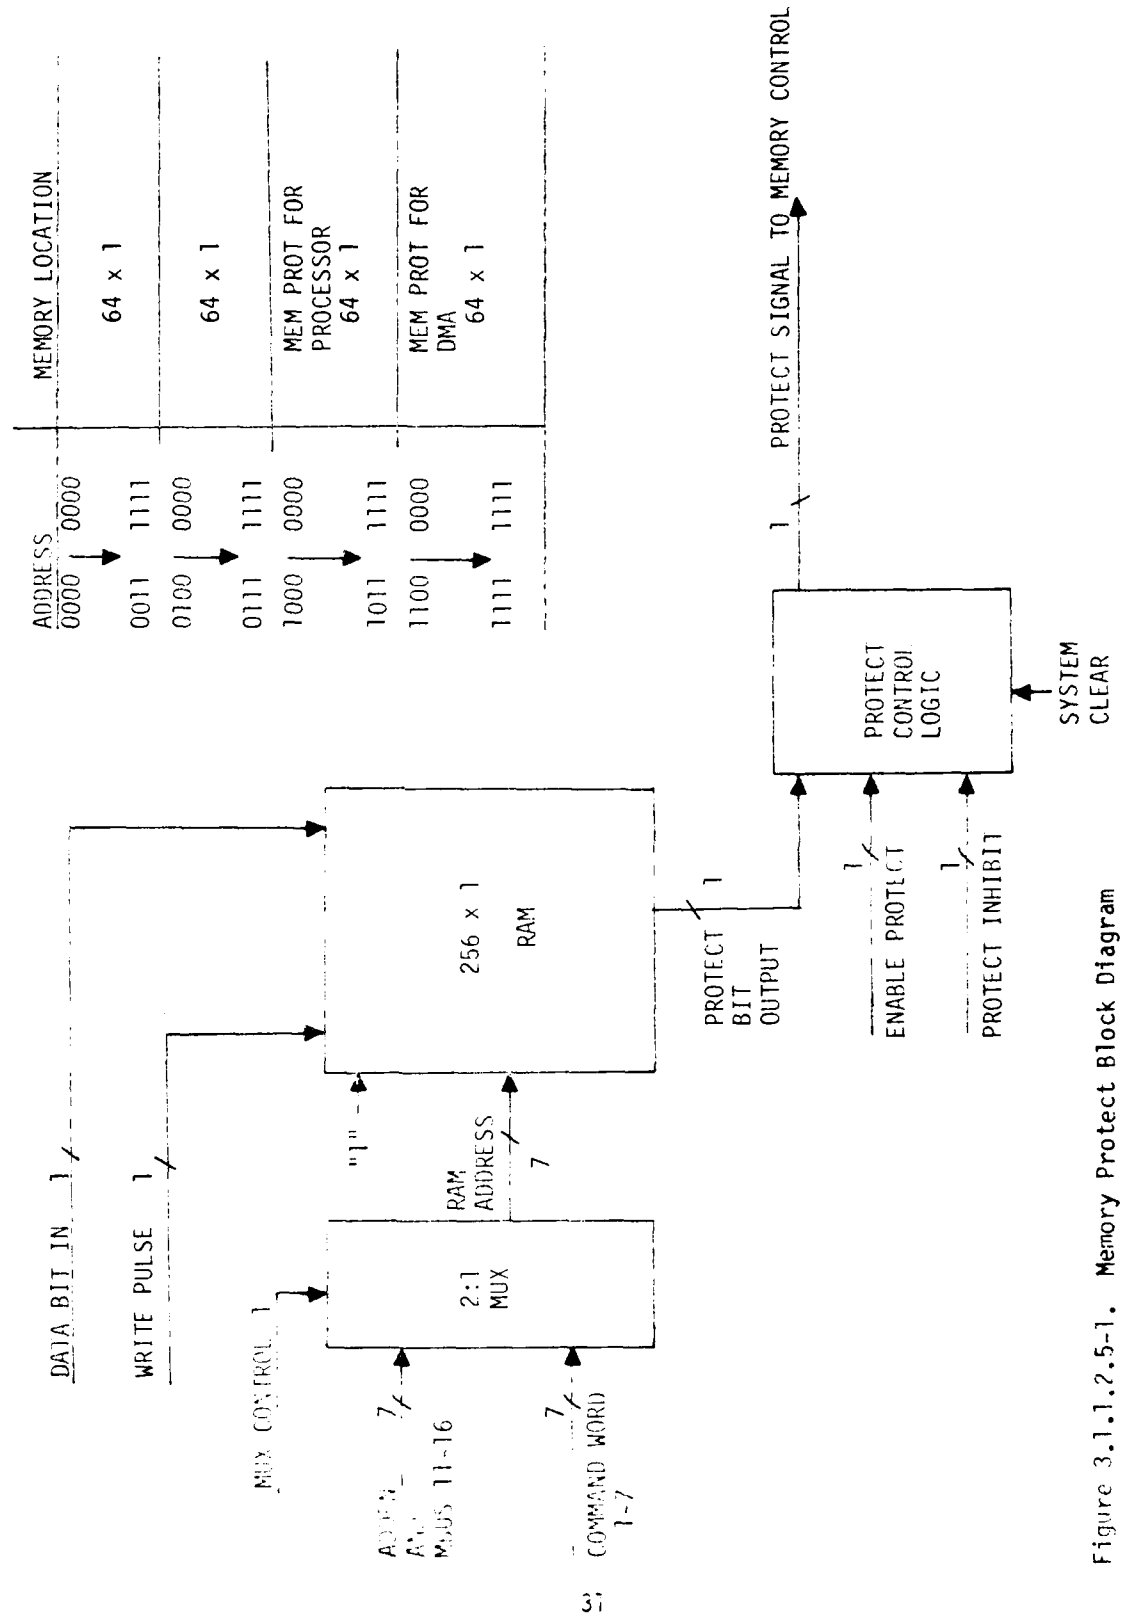 DATA BIT IN 1
WRITE PULSE 1
MUX CONTROL 1
7
MBUS 11-16
7
COMMAND WORD
1-7
2:1
MUX
RAM
ADDRESS
7
"1"
256 x 1
RAM
PROTECT
BIT
OUTPUT
1
ENABLE PROTECT
1
PROTECT INHIBIT
1
PROTECT
CONTROL
LOGIC
SYSTEM
CLEAR
1
PROTECT SIGNAL TO MEMORY CONTROL
ADDRESS MEMORY LOCATION
0000 0000
64 x 1
0011 1111
0100 0000
64 x 1
0111 1111
1000 0000 MEM PROT FOR
PROCESSOR
64 x 1
1011 1111
1100 0000 MEM PROT FOR
DMA
64 x 1
1111 1111
Figure 3.1.1.2.5-1. Memory Protect Block Diagram